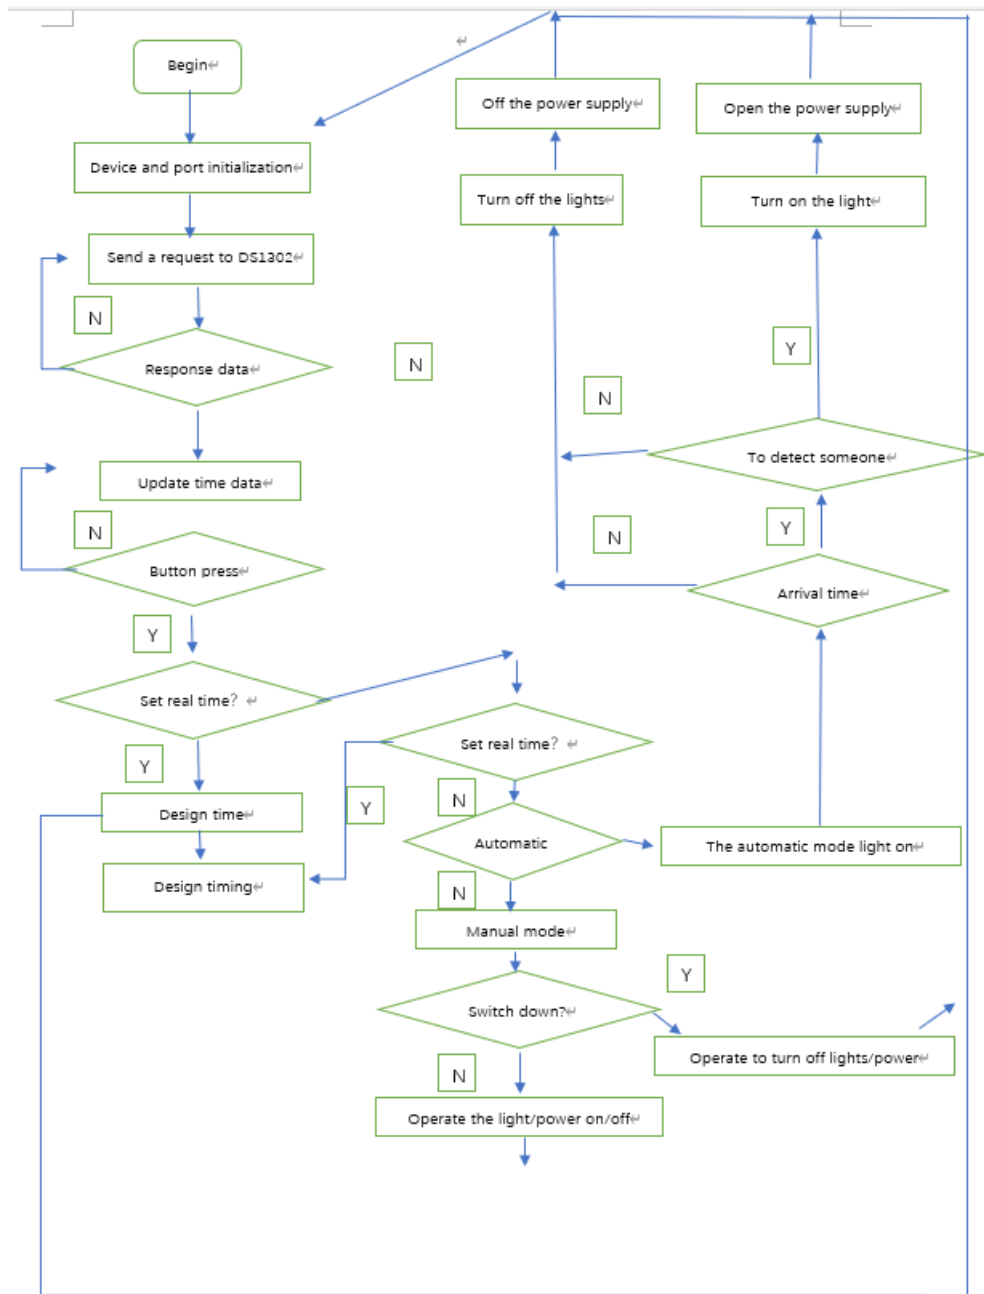 Begin
Off the power supply
Open the power supply
Device and port initialization
Turn off the lights
Turn on the light
Send a request to DS1302
N
Y
Response data
N
N
To detect someone
Update time data
N
N
Y
Button press
Arrival time
Y
Set real time?
Set real time?
Y
N
Y
Design time
Automatic
The automatic mode light on
Design timing
N
Manual mode
Y
Switch down?
Operate to turn off lights/power
N
Operate the light/power on/off